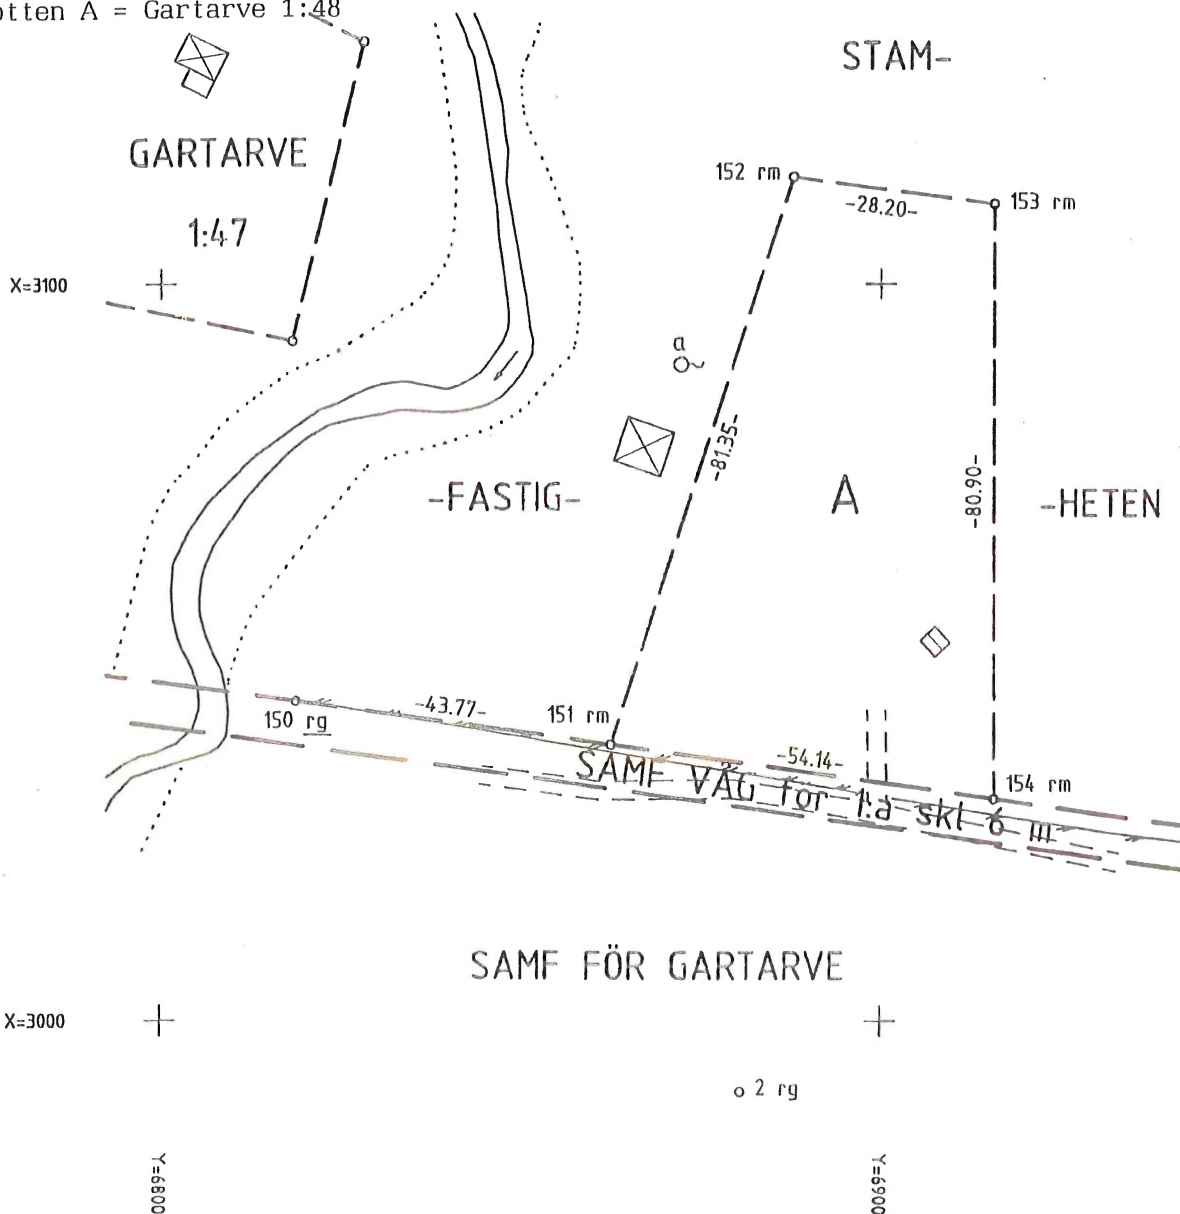 otten A = Gartarve 1:48
STAM-
GARTARVE
1:47
152 rm
-28.20-
153 rm
X=3100
a
-81.35-
-80.90-
-FASTIG-
A
-HETEN
150 rg
-43.77-
151 rm
-54.14-
154 rm
SAMF VÄG för fl.a skl 6 m
SAMF FÖR GARTARVE
X=3000
2 rg
Y=6800
Y=6900